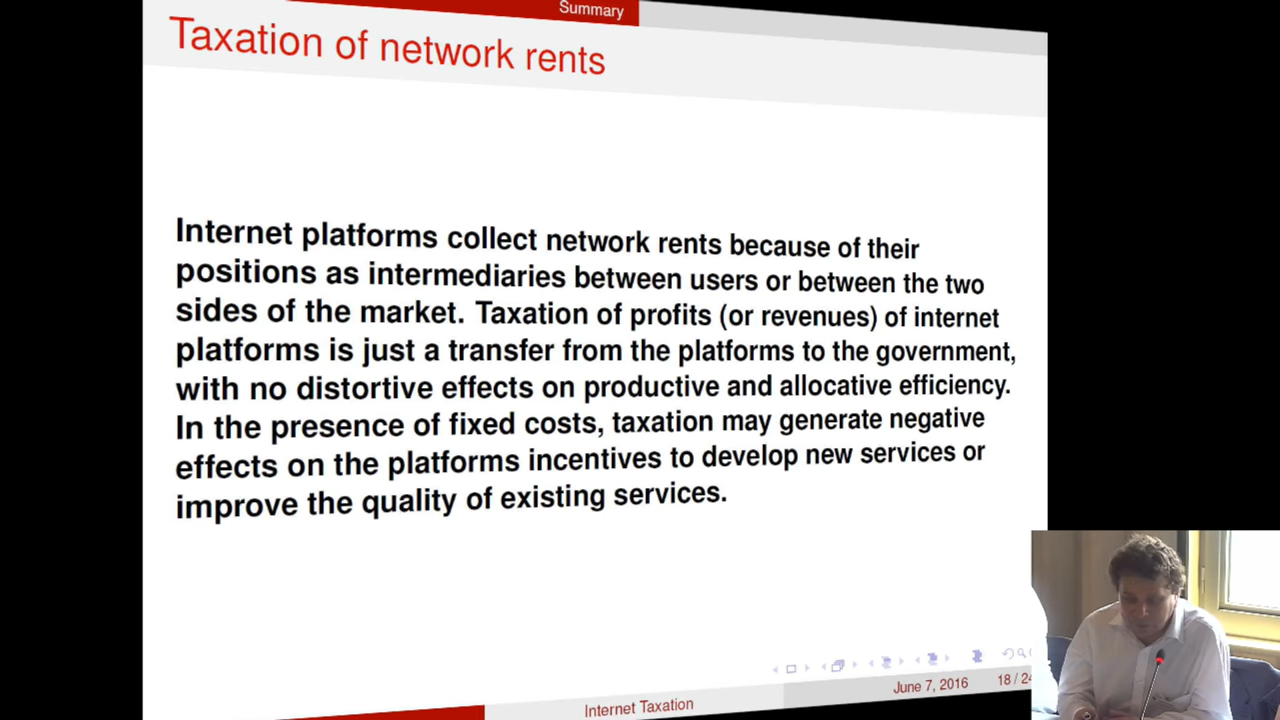 Summary
Taxation of network rents
Internet platforms collect network rents because of their
positions as intermediaries between users or between the two
sides of the market. Taxation of profits (or revenues) of internet
platforms is just a transfer from the platforms to the government,
with no distortive effects on productive and allocative efficiency.
In the presence of fixed costs, taxation may generate negative
effects on the platforms incentives to develop new services or
improve the quality of existing services.
Internet Taxation
June 7, 2016
18 / 24